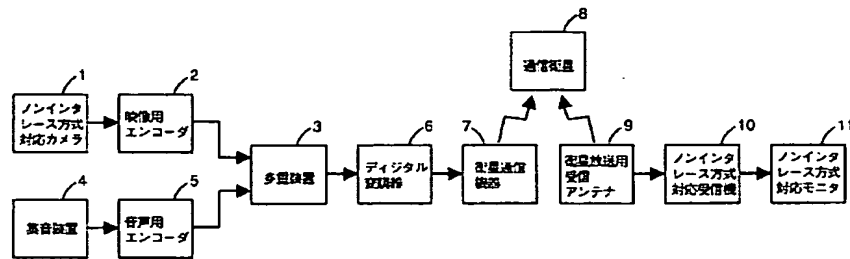 8
通信衛星
1
ノンインタ
レース方式
対応カメラ
2
映像用
エンコーダ
3
多重装置
6
ディジタル
変調器
7
衛星通信
機器
9
衛星放送用
受信
アンテナ
10
ノンインタ
レース方式
対応受信機
11
ノンインタ
レース方式
対応モニタ
4
集音装置
5
音声用
エンコーダ